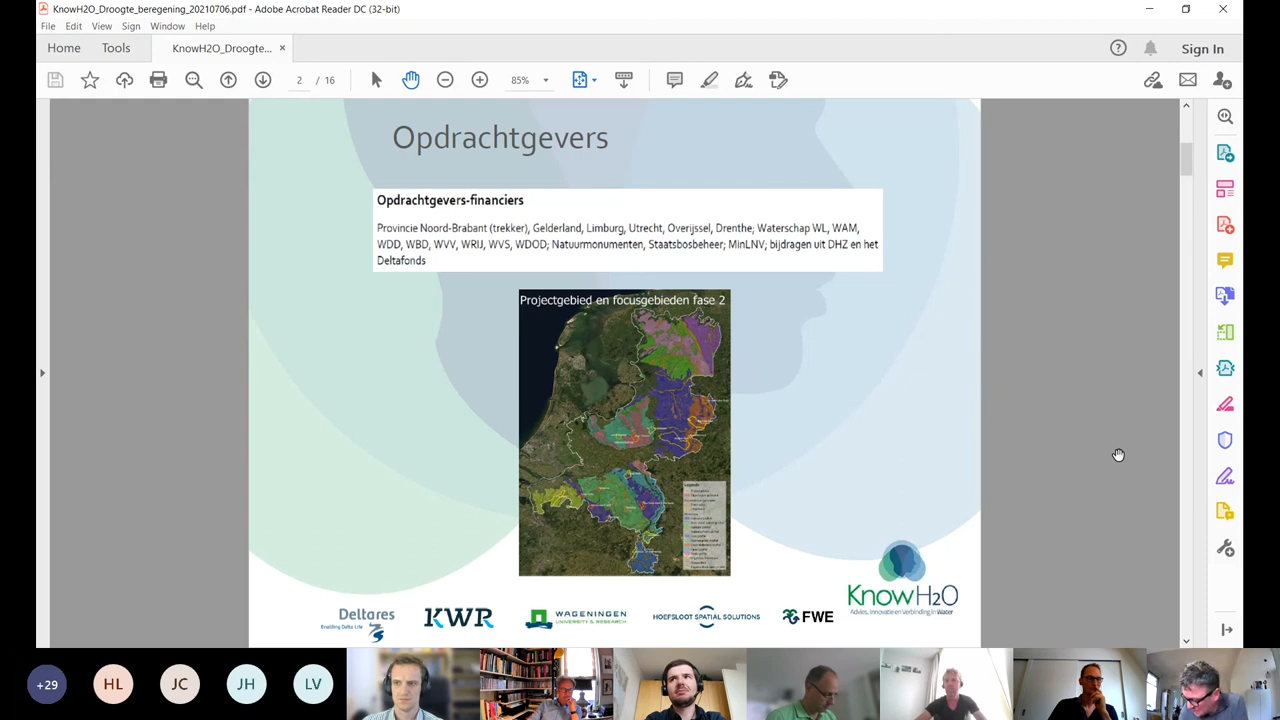 KnowH2O_Droogte_beregening_20210706.pdf - Adobe Acrobat Reader DC (32-bit)
File Edit View Sign Window Help
Home Tools KnowH2O_Droogte... ×
Sign In
2 / 16
85%
Opdrachtgevers
Opdrachtgevers-financiers
Provincie Noord-Brabant (trekker), Gelderland, Limburg, Utrecht, Overijssel, Drenthe; Waterschap WL, WAM,
WDD, WBD, WVV, WRIJ, WVS, WDOD; Natuurmonumenten, Staatsbosbeheer; MinLNV; bijdragen uit DHZ en het
Deltafonds
Projectgebied en focusgebieden fase 2
Deltares
Enabling Delta Life
KWR
WAGENINGEN
UNIVERSITY & RESEARCH
HOEFSLOOT SPATIAL SOLUTIONS
FWE
KnowH2O
Advies, Innovatie en Verbinding in Water
+29 HL JC JH LV